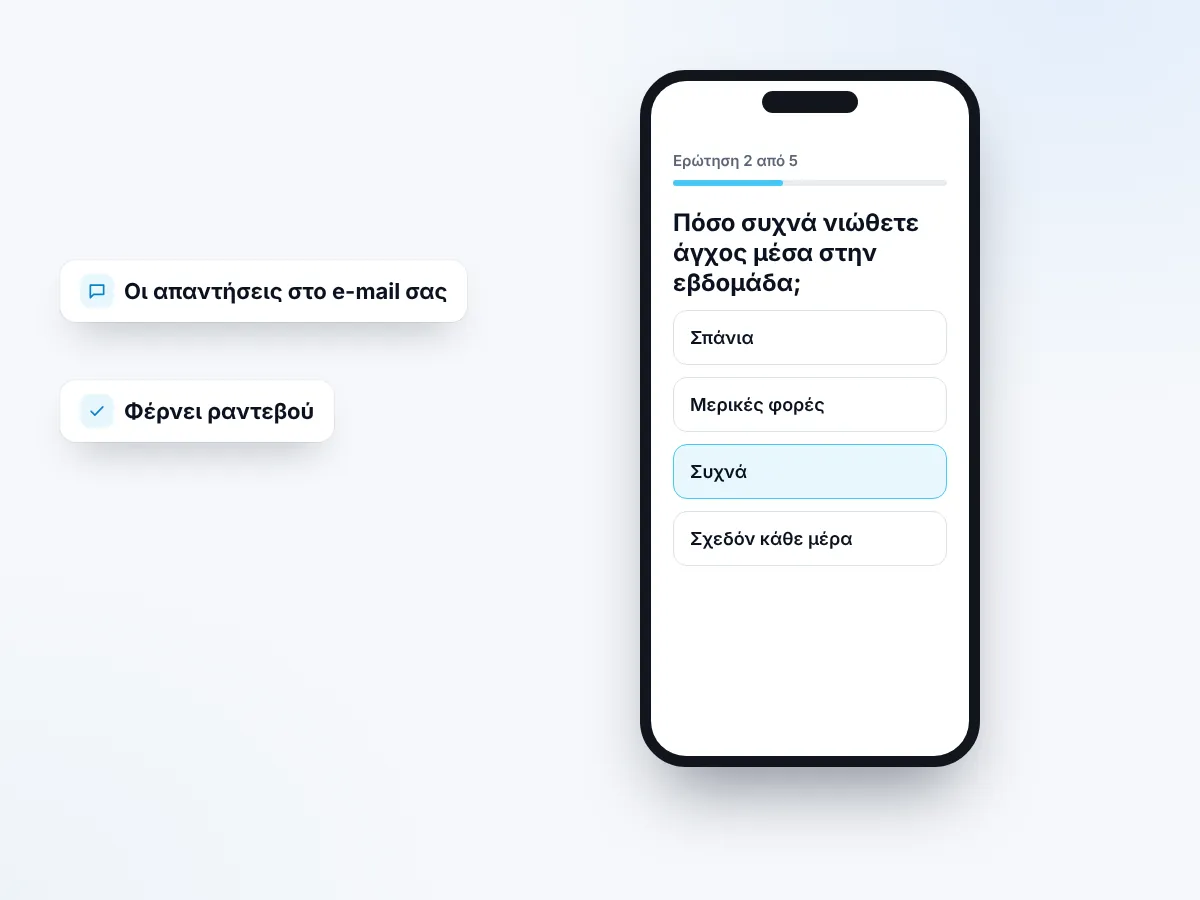 Οι απαντήσεις στο e-mail σας
Φέρνει ραντεβού
Ερώτηση 2 από 5
Πόσο συχνά νιώθετε
άγχος μέσα στην
εβδομάδα;
Σπάνια
Μερικές φορές
Συχνά
Σχεδόν κάθε μέρα